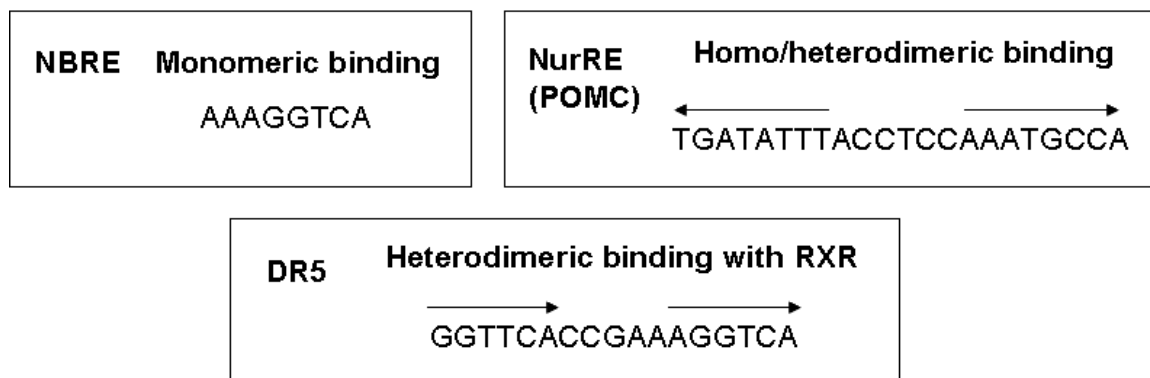 NBRE Monomeric binding
AAAGGTCA
NurRE
(POMC)
Homo/heterodimeric binding
TGATATTTACCTCCAAATGCCA
DR5 Heterodimeric binding with RXR
GGTTCACCGAAAGGTCA